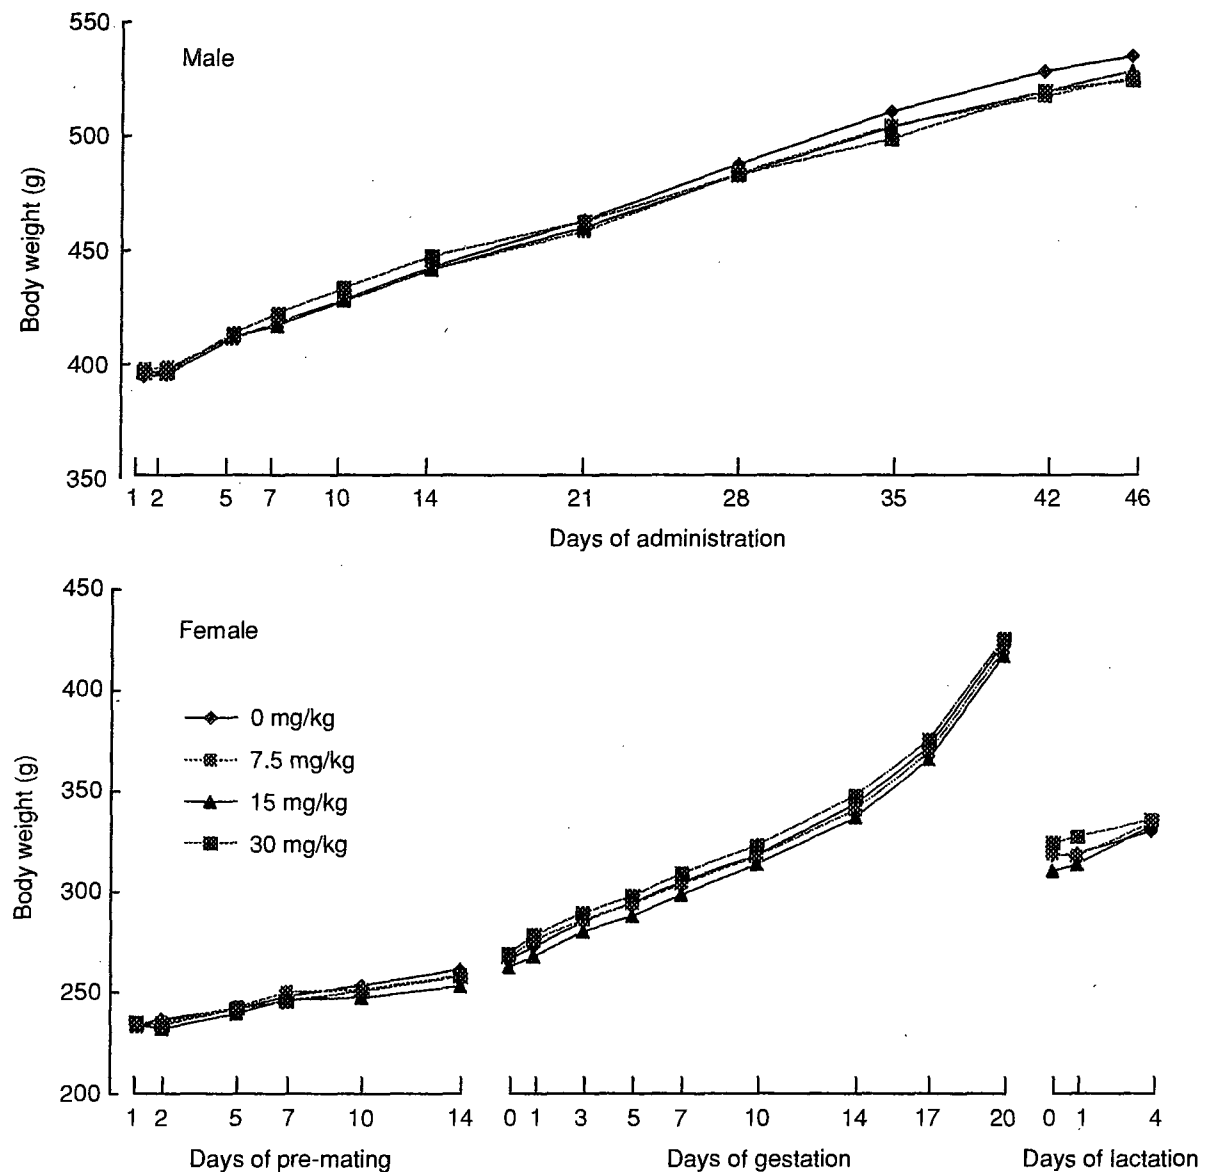 550
Male
500
450
400
350
Body weight (g)
1 2 5 7 10 14 21 28 35 42 46
Days of administration
450
Female
400
0 mg/kg
7.5 mg/kg
350
15 mg/kg
30 mg/kg
300
250
200
Body weight (g)
1 2 5 7 10 14 0 1 3 5 7 10 14 17 20 0 1 4
Days of pre-mating Days of gestation Days of lactation